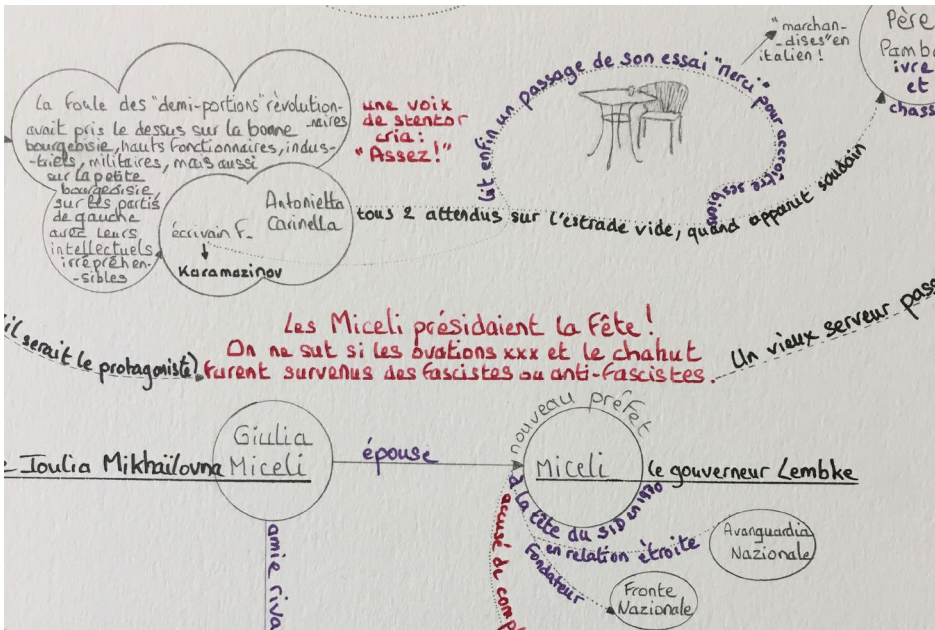 "marchan-
-dises" en
italien !
Père
Pamb
ivre
et
chass
La foule des "demi-portions" révolution-
-naires
avait pris le dessus sur la bonne
bourgeoisie, hauts fonctionnaires, indus-
-triels, militaires, mais aussi
sur la petite
bourgeoisie,
sur les partis
de gauche
avec leurs
intellectuels
irrépréhen-
-sibles
une voix
de stentor
cria :
"Assez!"
(lit enfin un passage de son essai "merci" pour accroître ses biens
écrivain F.
Karamazinov
Antonietta
Carinella
tous 2 attendus sur l'estrade vide, quand apparut soudain
il serait le protagoniste)
Les Miceli présidaient la Fête !
On ne sut si les ovations xxx et le chahut
furent survenus des fascistes ou anti-fascistes.
Un vieux serveur pass
Ioulia Mikhaïlovna
Giulia
Miceli
épouse
nouveau préfet
Miceli
le gouverneur Lembke
à la tête du SID en 1970
en relation étroite
Avanguardia
Nazionale
fondateur
Fronte
Nazionale
accusé de comp
amie riva